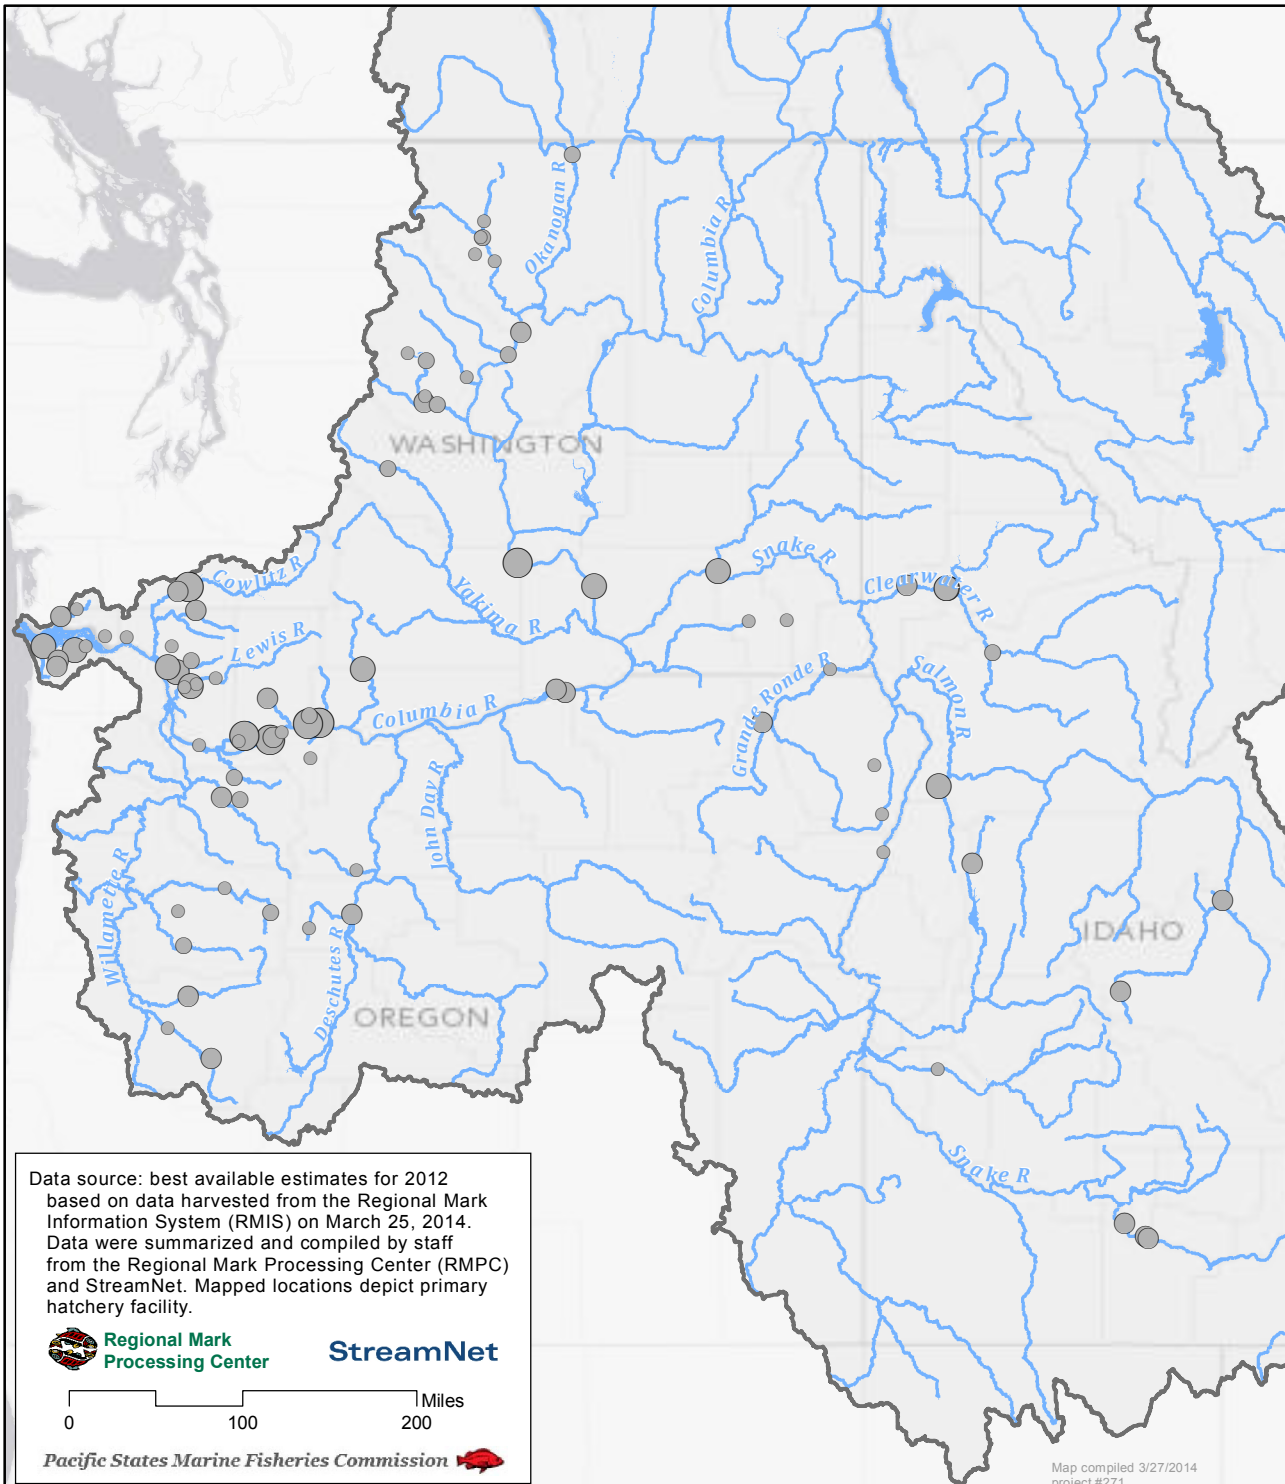 Okanogan R
Columbia R
WASHINGTON
Cowlitz R
Yakima R
Snake R
Clearwater R
Lewis R
Columbia R
Grande Ronde R
Salmon R
John Day R
Willamette R
Deschutes R
OREGON
IDAHO
Snake R
Data source: best available estimates for 2012
based on data harvested from the Regional Mark
Information System (RMIS) on March 25, 2014.
Data were summarized and compiled by staff
from the Regional Mark Processing Center (RMPC)
and StreamNet. Mapped locations depict primary
hatchery facility.
Regional Mark
Processing Center
StreamNet
Miles
0 100 200
Pacific States Marine Fisheries Commission
Map compiled 3/27/2014
project #271